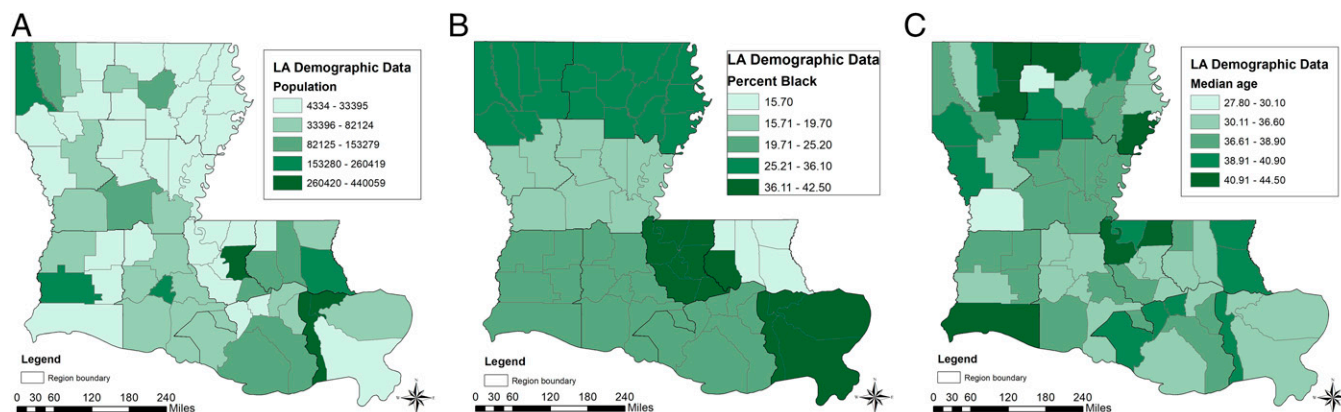 A
LA Demographic Data
Population
4334 - 33395
33396 - 82124
82125 - 153279
153280 - 260419
260420 - 440059
Legend
Region boundary
0 30 60 120 180 240
Miles
B
LA Demographic Data
Percent Black
15.70
15.71 - 19.70
19.71 - 25.20
25.21 - 36.10
36.11 - 42.50
Legend
Region boundary
0 30 60 120 180 240
Miles
C
LA Demographic Data
Median age
27.80 - 30.10
30.11 - 36.60
36.61 - 38.90
38.91 - 40.90
40.91 - 44.50
Legend
Region boundary
0 30 60 120 180 240
Miles